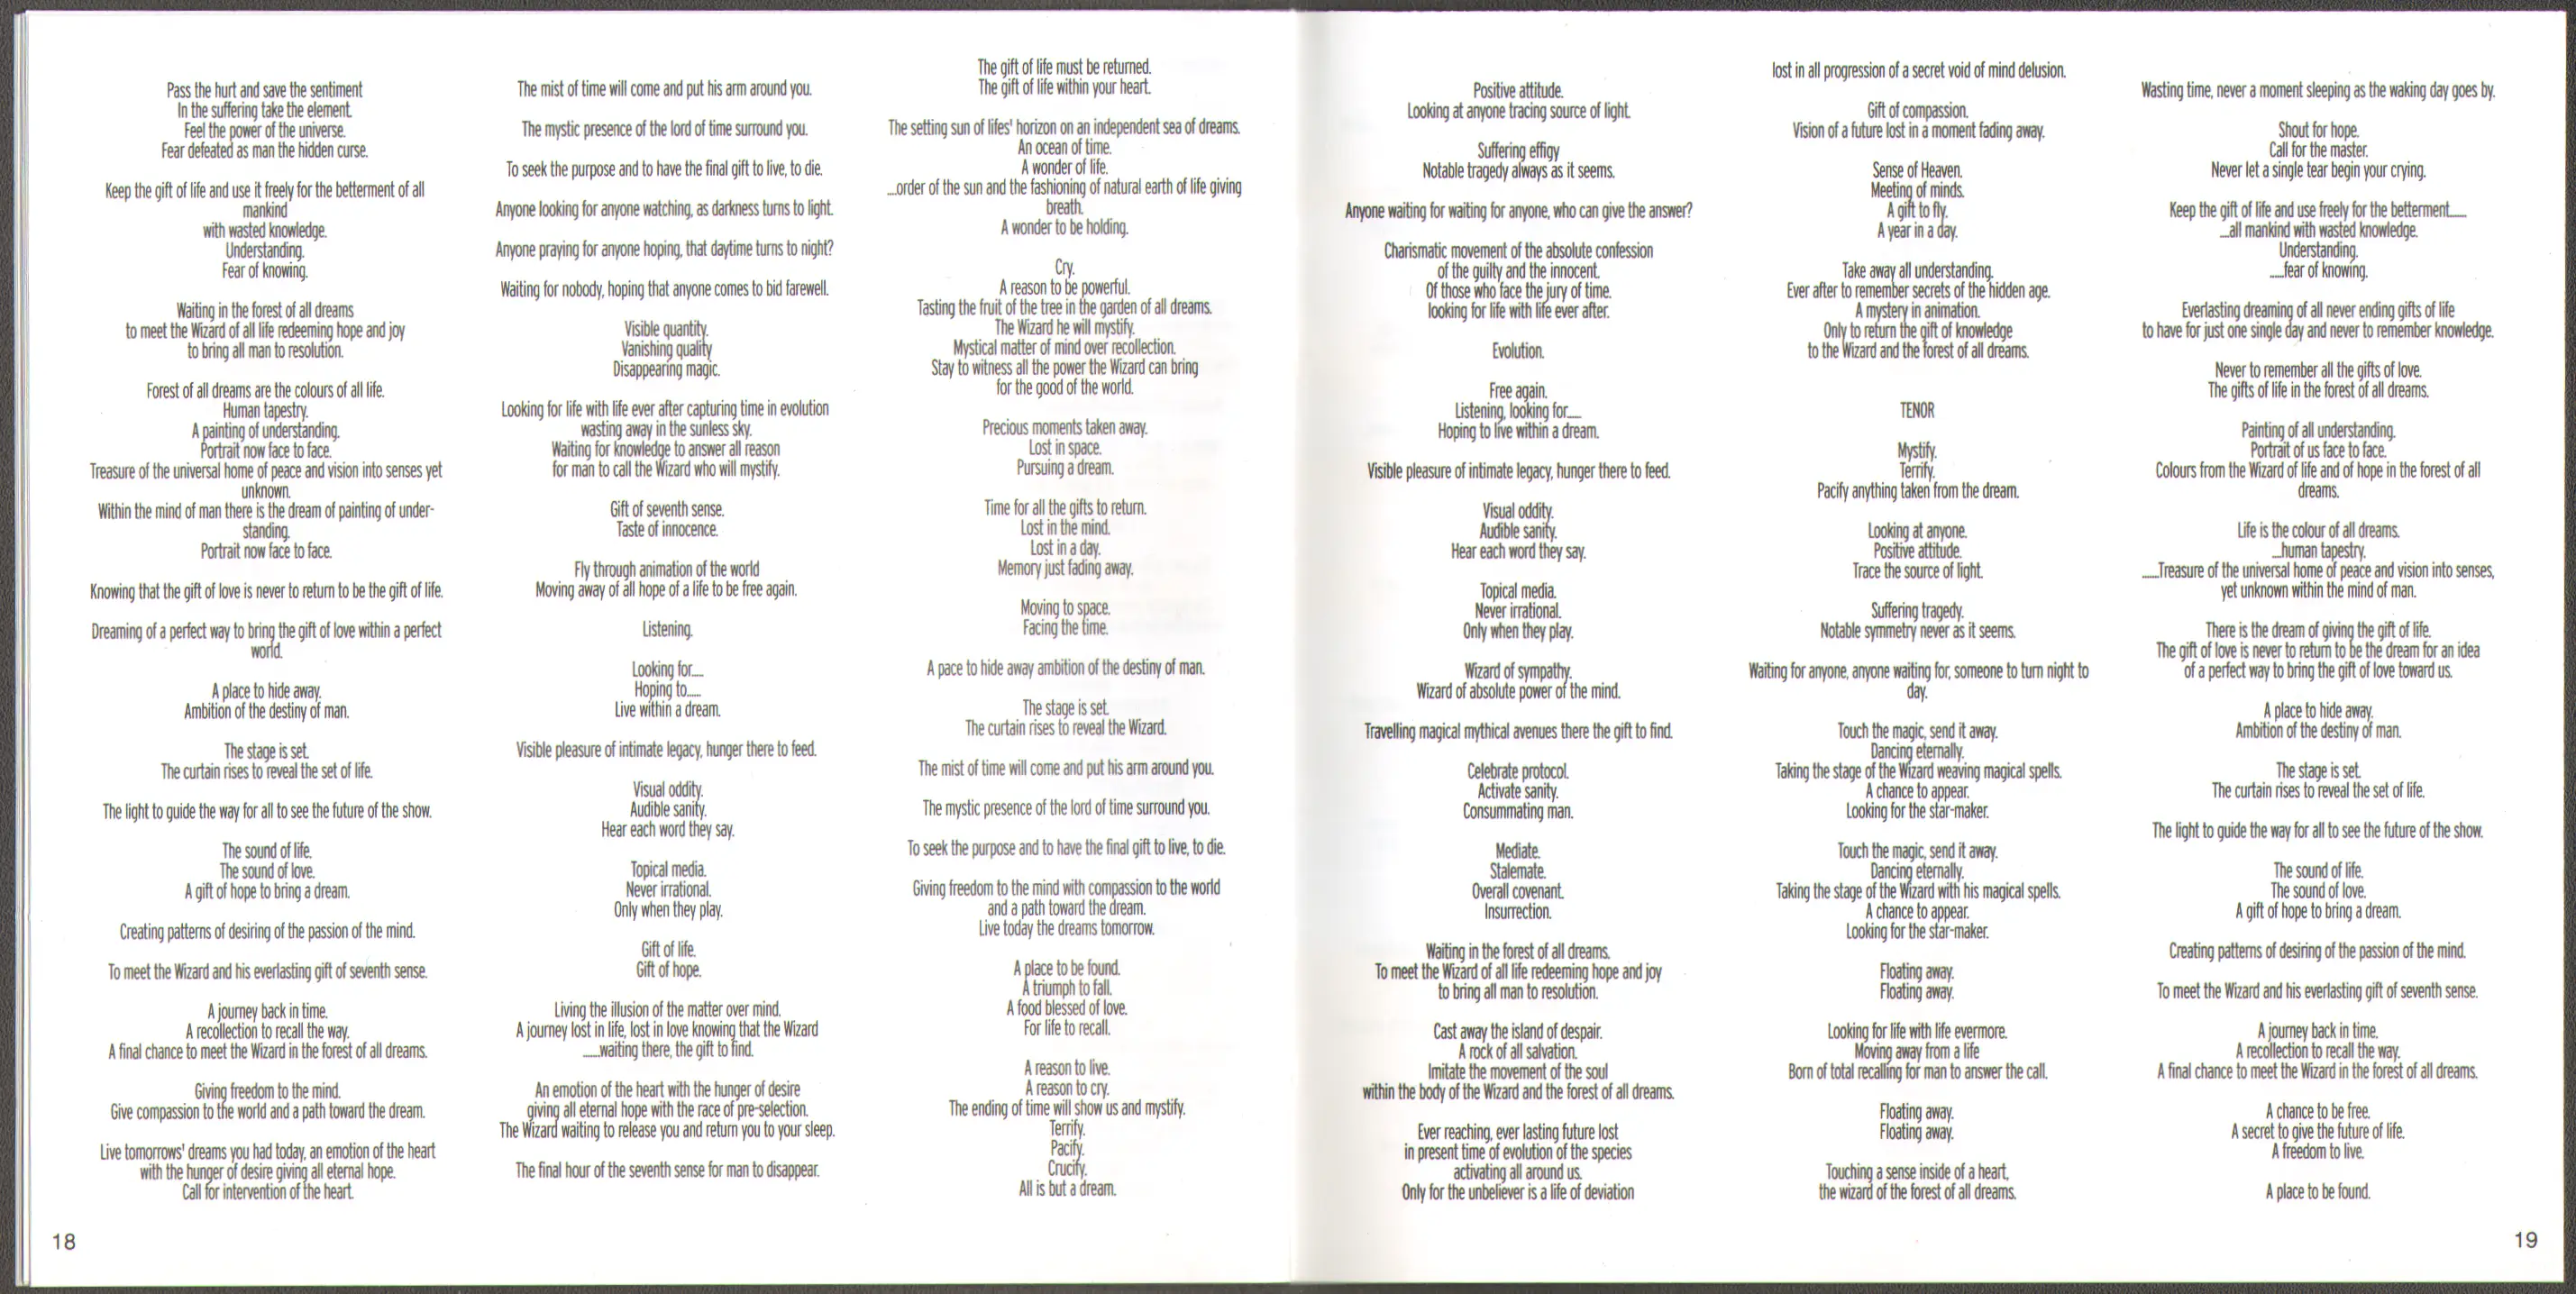 Pass the hurt and save the sentiment
In the suffering take the element.
Feel the power of the universe.
Fear defeated as man the hidden curse.
Keep the gift of life and use it freely for the betterment of all
mankind
with wasted knowledge.
Understanding.
Fear of knowing.
Waiting in the forest of all dreams
to meet the Wizard of all life redeeming hope and joy
to bring all man to resolution.
Forest of all dreams are the colours of all life.
Human tapestry.
A painting of understanding.
Portrait now face to face.
Treasure of the universal home of peace and vision into senses yet
unknown.
Within the mind of man there is the dream of painting of under-
standing.
Portrait now face to face.
Knowing that the gift of love is never to return to be the gift of life.
Dreaming of a perfect way to bring the gift of love within a perfect
world.
A place to hide away.
Ambition of the destiny of man.
The stage is set.
The curtain rises to reveal the set of life.
The light to guide the way for all to see the future of the show.
The sound of life.
The sound of love.
A gift of hope to bring a dream.
Creating patterns of desiring of the passion of the mind.
To meet the Wizard and his everlasting gift of seventh sense.
A journey back in time.
A recollection to recall the way.
A final chance to meet the Wizard in the forest of all dreams.
Giving freedom to the mind.
Give compassion to the world and a path toward the dream.
Live tomorrows' dreams you had today, an emotion of the heart
with the hunger of desire giving all eternal hope.
Call for intervention of the heart.
18
The mist of time will come and put his arm around you.
The mystic presence of the lord of time surround you.
To seek the purpose and to have the final gift to live, to die.
Anyone looking for anyone watching, as darkness turns to light.
Anyone praying for anyone hoping, that daytime turns to night?
Waiting for nobody, hoping that anyone comes to bid farewell.
Visible quantity.
Vanishing quality
Disappearing magic.
Looking for life with life ever after capturing time in evolution
wasting away in the sunless sky.
Waiting for knowledge to answer all reason
for man to call the Wizard who will mystify.
Gift of seventh sense.
Taste of innocence.
Fly through animation of the world
Moving away of all hope of a life to be free again.
Listening.
Looking for.....
Hoping to.....
Live within a dream.
Visible pleasure of intimate legacy, hunger there to feed.
Visual oddity.
Audible sanity.
Hear each word they say.
Topical media.
Never irrational.
Only when they play.
Gift of life.
Gift of hope.
Living the illusion of the matter over mind.
A journey lost in life, lost in love knowing that the Wizard
......waiting there, the gift to find.
An emotion of the heart with the hunger of desire
giving all eternal hope with the race of pre-selection.
The Wizard waiting to release you and return you to your sleep.
The final hour of the seventh sense for man to disappear.
The gift of life must be returned.
The gift of life within your heart.
The setting sun of lifes' horizon on an independent sea of dreams.
An ocean of time.
A wonder of life.
....order of the sun and the fashioning of natural earth of life giving
breath.
A wonder to be holding.
Cry.
A reason to be powerful.
Tasting the fruit of the tree in the garden of all dreams.
The Wizard he will mystify.
Mystical matter of mind over recollection.
Stay to witness all the power the Wizard can bring
for the good of the world.
Precious moments taken away.
Lost in space.
Pursuing a dream.
Time for all the gifts to return.
Lost in the mind.
Lost in a day.
Memory just fading away.
Moving to space.
Facing the time.
A pace to hide away ambition of the destiny of man.
The stage is set.
The curtain rises to reveal the Wizard.
The mist of time will come and put his arm around you.
The mystic presence of the lord of time surround you.
To seek the purpose and to have the final gift to live, to die.
Giving freedom to the mind with compassion to the world
and a path toward the dream.
Live today the dreams tomorrow.
A place to be found.
A triumph to fall.
A food blessed of love.
For life to recall.
A reason to live.
A reason to cry.
The ending of time will show us and mystify.
Terrify.
Pacify.
Crucify.
All is but a dream.
Positive attitude.
Looking at anyone tracing source of light.
Suffering effigy
Notable tragedy always as it seems.
Anyone waiting for waiting for anyone, who can give the answer?
Charismatic movement of the absolute confession
of the guilty and the innocent.
Of those who face the jury of time.
looking for life with life ever after.
Evolution.
Free again.
Listening, looking for.....
Hoping to live within a dream.
Visible pleasure of intimate legacy, hunger there to feed.
Visual oddity.
Audible sanity.
Hear each word they say.
Topical media.
Never irrational.
Only when they play.
Wizard of sympathy.
Wizard of absolute power of the mind.
Travelling magical mythical avenues there the gift to find.
Celebrate protocol.
Activate sanity.
Consummating man.
Mediate.
Stalemate.
Overall covenant.
Insurrection.
Waiting in the forest of all dreams.
To meet the Wizard of all life redeeming hope and joy
to bring all man to resolution.
Cast away the island of despair.
A rock of all salvation.
Imitate the movement of the soul
within the body of the Wizard and the forest of all dreams.
Ever reaching, ever lasting future lost
in present time of evolution of the species
activating all around us.
Only for the unbeliever is a life of deviation
lost in all progression of a secret void of mind delusion.
Gift of compassion.
Vision of a future lost in a moment fading away.
Sense of Heaven.
Meeting of minds.
A gift to fly.
A year in a day.
Take away all understanding.
Ever after to remember secrets of the hidden age.
A mystery in animation.
Only to return the gift of knowledge
to the Wizard and the forest of all dreams.
TENOR
Mystify.
Terrify.
Pacify anything taken from the dream.
Looking at anyone.
Positive attitude.
Trace the source of light.
Suffering tragedy.
Notable symmetry never as it seems.
Waiting for anyone, anyone waiting for, someone to turn night to
day.
Touch the magic, send it away.
Dancing eternally.
Taking the stage of the Wizard weaving magical spells.
A chance to appear.
Looking for the star-maker.
Touch the magic, send it away.
Dancing eternally.
Taking the stage of the Wizard with his magical spells.
A chance to appear.
Looking for the star-maker.
Floating away.
Floating away.
Looking for life with life evermore.
Moving away from a life
Born of total recalling for man to answer the call.
Floating away.
Floating away.
Touching a sense inside of a heart,
the wizard of the forest of all dreams.
Wasting time, never a moment sleeping as the waking day goes by.
Shout for hope.
Call for the master.
Never let a single tear begin your crying.
Keep the gift of life and use freely for the betterment......
....all mankind with wasted knowledge.
Understanding.
......fear of knowing.
Everlasting dreaming of all never ending gifts of life
to have for just one single day and never to remember knowledge.
Never to remember all the gifts of love.
The gifts of life in the forest of all dreams.
Painting of all understanding.
Portrait of us face to face.
Colours from the Wizard of life and of hope in the forest of all
dreams.
Life is the colour of all dreams.
....human tapestry.
......Treasure of the universal home of peace and vision into senses,
yet unknown within the mind of man.
There is the dream of giving the gift of life.
The gift of love is never to return to be the dream for an idea
of a perfect way to bring the gift of love toward us.
A place to hide away.
Ambition of the destiny of man.
The stage is set.
The curtain rises to reveal the set of life.
The light to guide the way for all to see the future of the show.
The sound of life.
The sound of love.
A gift of hope to bring a dream.
Creating patterns of desiring of the passion of the mind.
To meet the Wizard and his everlasting gift of seventh sense.
A journey back in time.
A recollection to recall the way.
A final chance to meet the Wizard in the forest of all dreams.
A chance to be free.
A secret to give the future of life.
A freedom to live.
A place to be found.
19